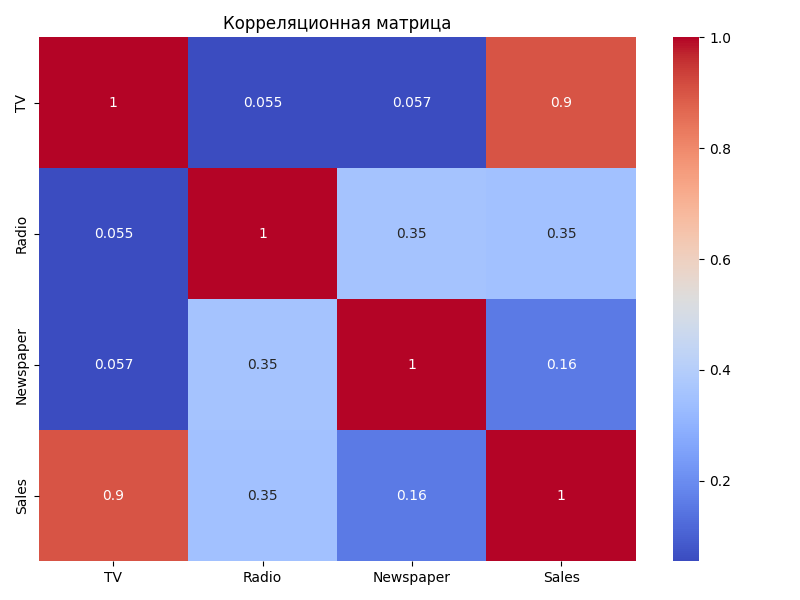 Корреляционная матрица
TV 1 0.055 0.057 0.9
Radio 0.055 1 0.35 0.35
Newspaper 0.057 0.35 1 0.16
Sales 0.9 0.35 0.16 1
TV Radio Newspaper Sales
1.0
0.8
0.6
0.4
0.2